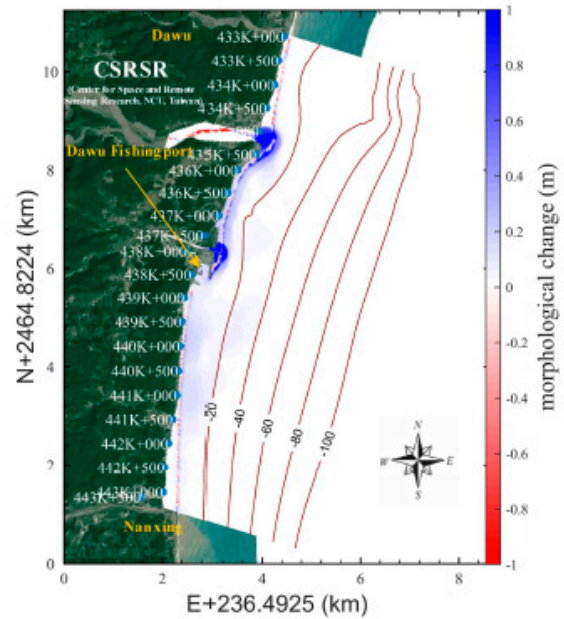 Dawu
433K+000
433K+500
434K+000
434K+500
CSRSR
(Center for Space and Remote
Sensing Research, NCU, Taiwan)
Dawu Fishingport
435K+500
436K+000
436K+500
437K+000
437K+500
438K+000
438K+500
439K+000
439K+500
440K+000
440K+500
441K+000
441K+500
442K+000
442K+500
443K+000
443K+500
Nanxing
-20
-40
-60
-80
-100
N
W
E
S
0
2
4
6
8
10
N+2464.8224 (km)
0
2
4
6
8
E+236.4925 (km)
1
0.8
0.6
0.4
0.2
0
-0.2
-0.4
-0.6
-0.8
-1
morphological change (m)